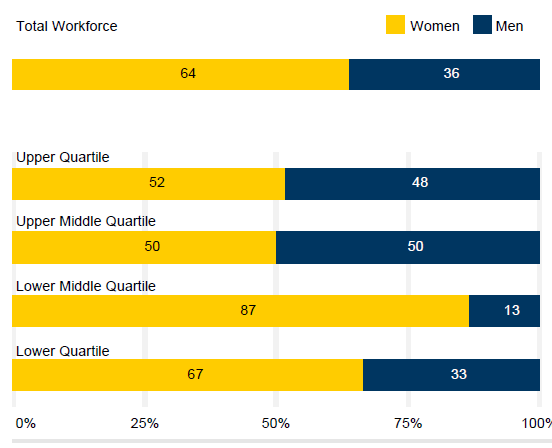 Total Workforce Women Men
64 36
Upper Quartile
52 48
Upper Middle Quartile
50 50
Lower Middle Quartile
87 13
Lower Quartile
67 33
0% 25% 50% 75% 100%